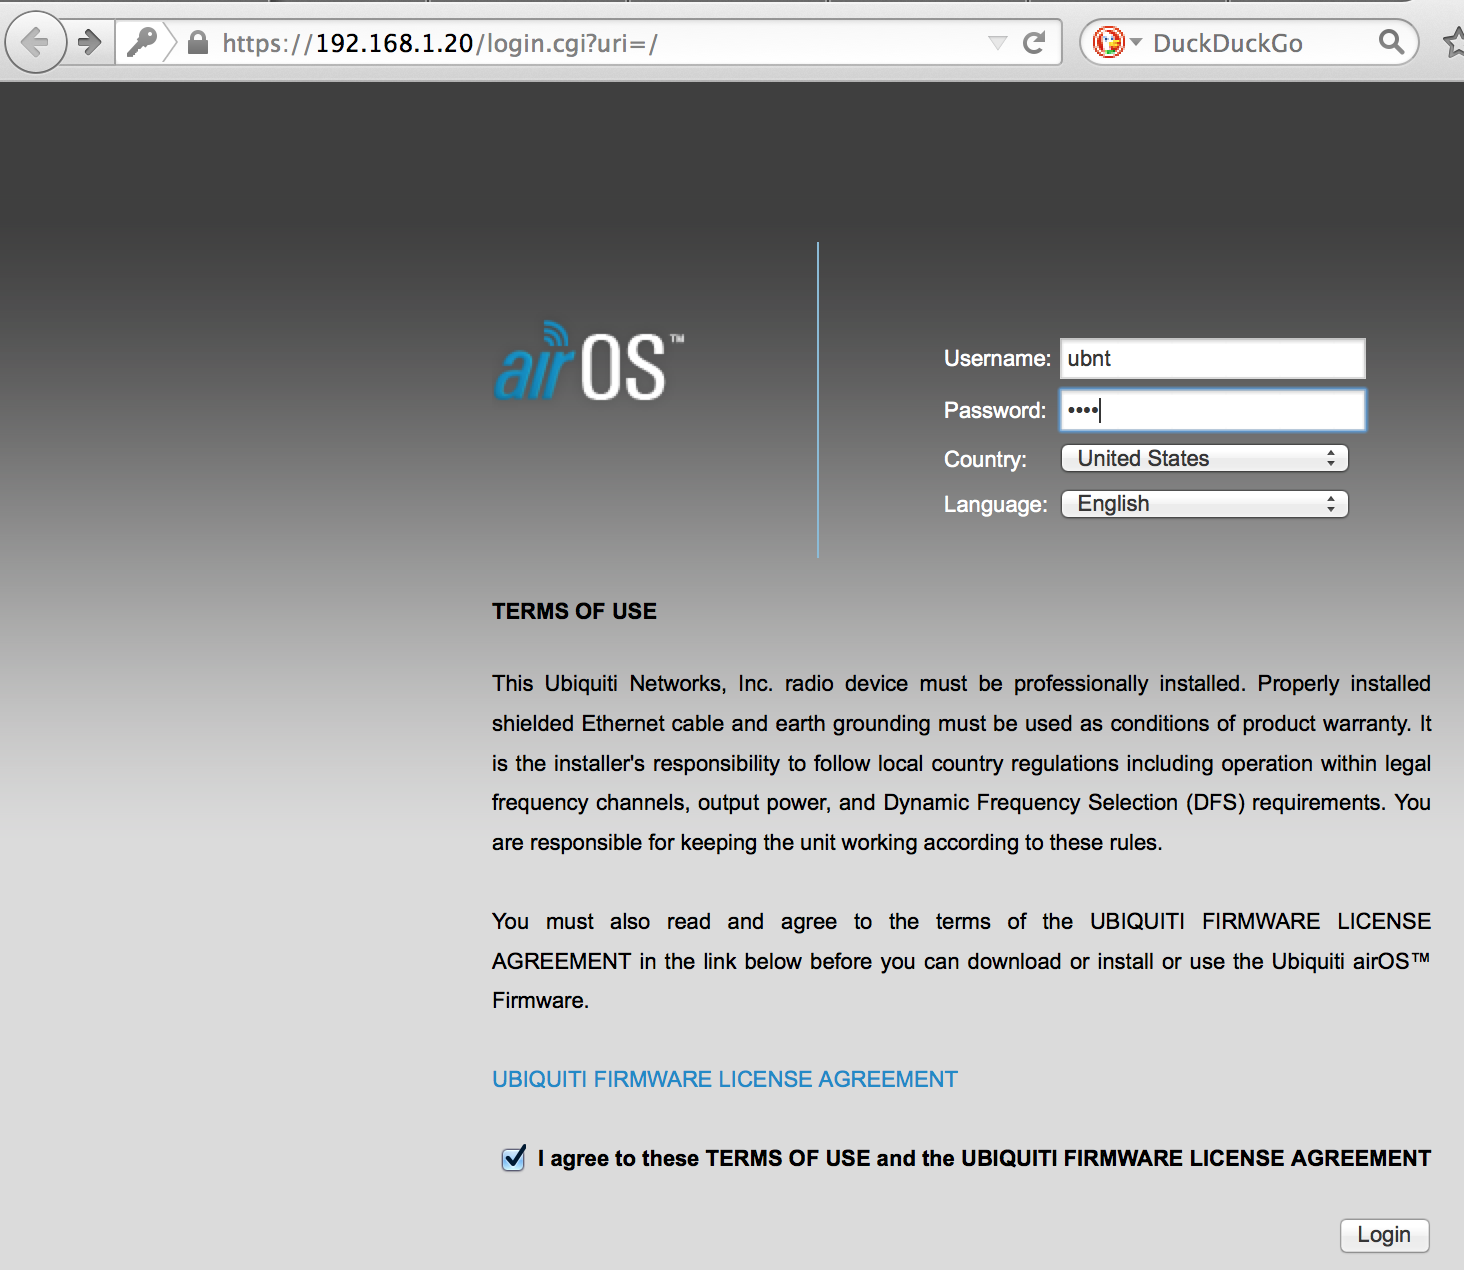 https://192.168.1.20/login.cgi?uri=/
DuckDuckGo
airOS™
Username: ubnt
Password: ••••
Country: United States
Language: English
TERMS OF USE
This Ubiquiti Networks, Inc. radio device must be professionally installed. Properly installed
shielded Ethernet cable and earth grounding must be used as conditions of product warranty. It
is the installer's responsibility to follow local country regulations including operation within legal
frequency channels, output power, and Dynamic Frequency Selection (DFS) requirements. You
are responsible for keeping the unit working according to these rules.
You must also read and agree to the terms of the UBIQUITI FIRMWARE LICENSE
AGREEMENT in the link below before you can download or install or use the Ubiquiti airOS™
Firmware.
UBIQUITI FIRMWARE LICENSE AGREEMENT
I agree to these TERMS OF USE and the UBIQUITI FIRMWARE LICENSE AGREEMENT
Login